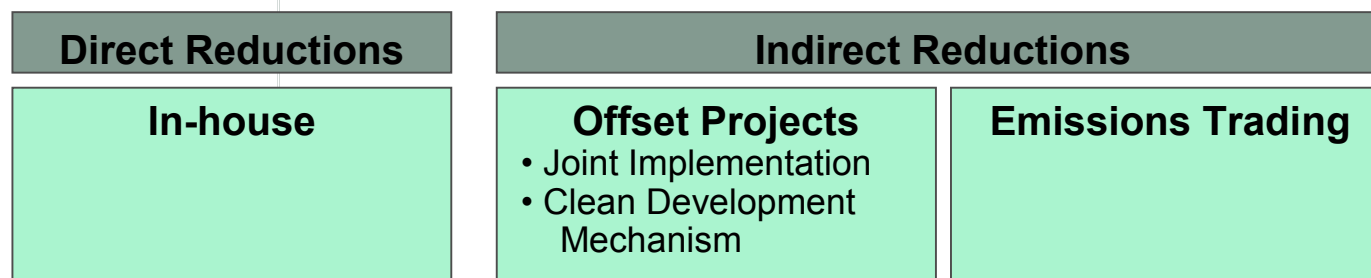 Direct Reductions
Indirect Reductions
In-house
Offset Projects
• Joint Implementation
• Clean Development
Mechanism
Emissions Trading